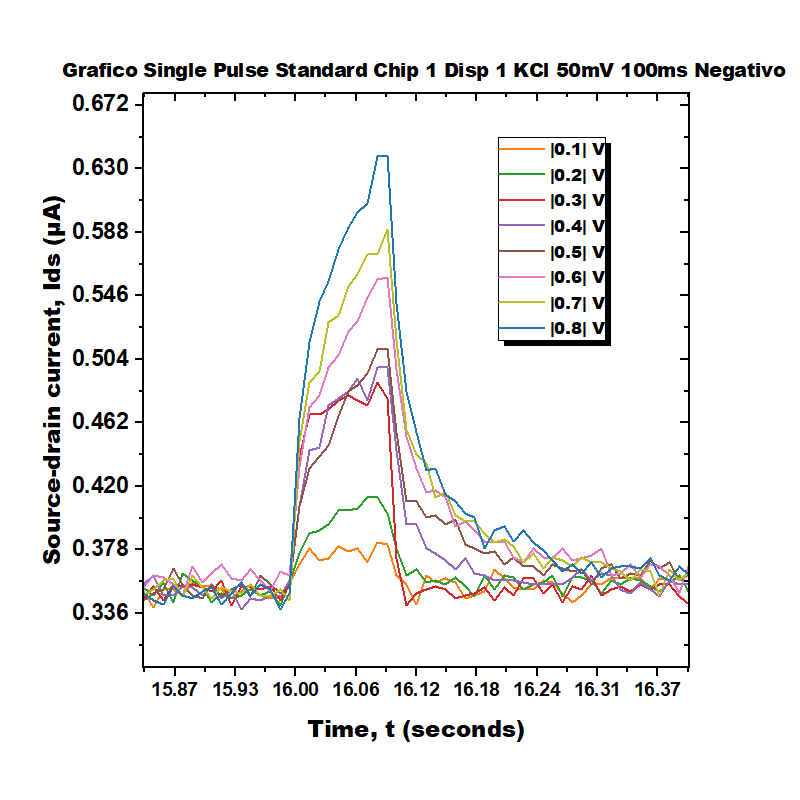 Grafico Single Pulse Standard Chip 1 Disp 1 KCl 50mV 100ms Negativo
0.672
0.630
0.588
0.546
0.504
0.462
0.420
0.378
0.336
Source-drain current, Ids (µA)
|0.1| V
|0.2| V
|0.3| V
|0.4| V
|0.5| V
|0.6| V
|0.7| V
|0.8| V
15.87 15.93 16.00 16.06 16.12 16.18 16.24 16.31 16.37
Time, t (seconds)